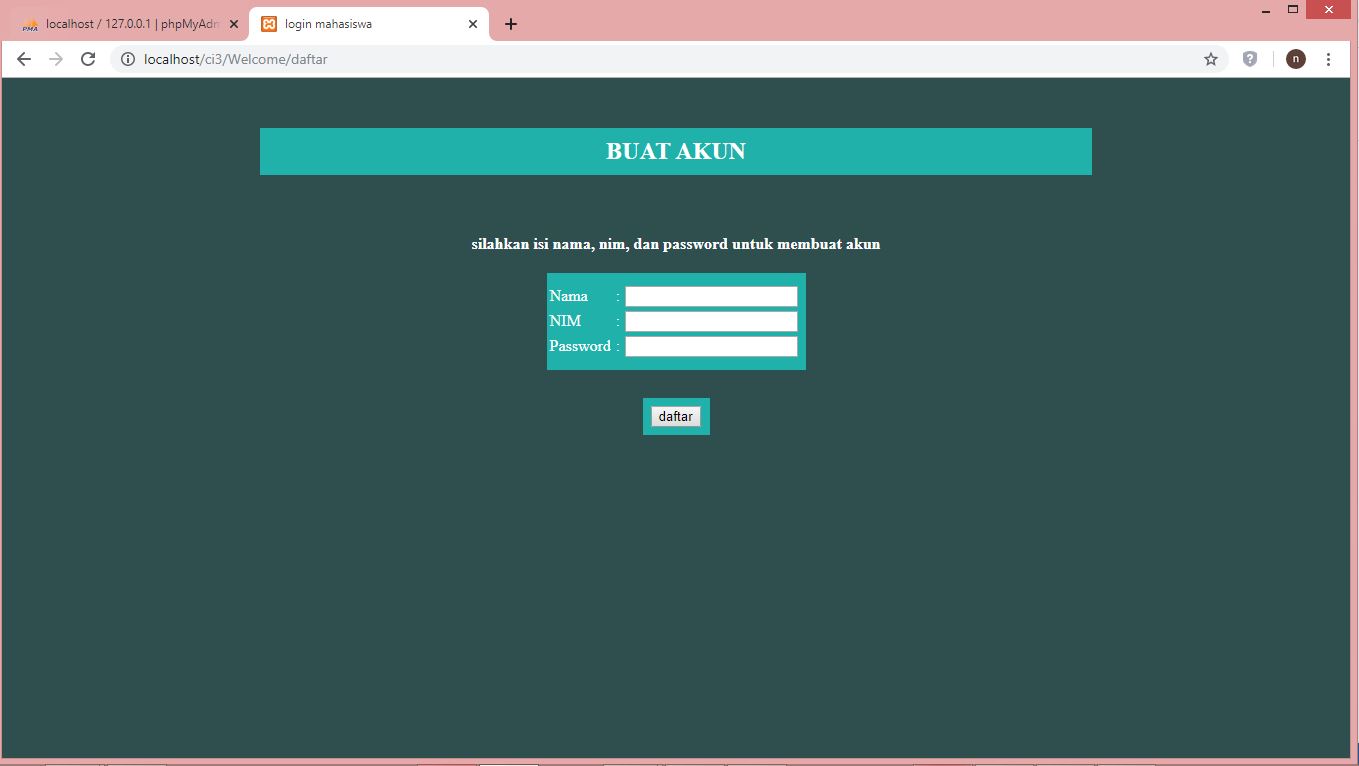 localhost / 127.0.0.1 | phpMyAdm
login mahasiswa
localhost/ci3/Welcome/daftar
n
BUAT AKUN
silahkan isi nama, nim, dan password untuk membuat akun
Nama :
NIM :
Password :
daftar